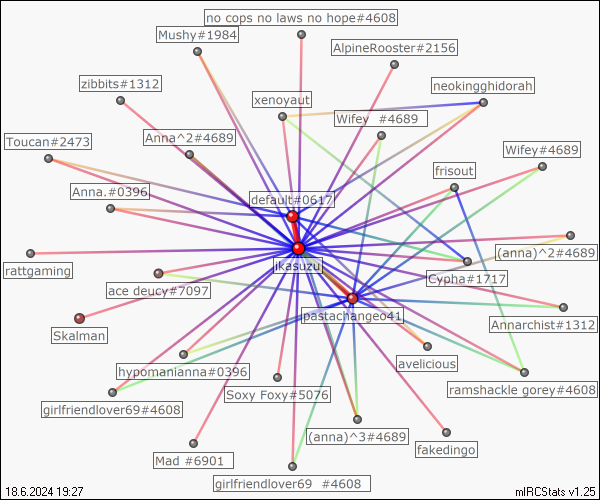 no cops no laws no hope#4608
Mushy#1984
AlpineRooster#2156
zibbits#1312
neokingghidorah
xenoyaut
Wifey #4689
Anna^2#4689
Toucan#2473
Wifey#4689
frisout
Anna.#0396
default#0617
(anna)^2#4689
jkasuzu
rattgaming
Cypha#1717
ace deucy#7097
pastachangeo41
Annarchist#1312
Skalman
avelicious
hypomanianna#0396
ramshackle gorey#4608
Soxy Foxy#5076
girlfriendlover69#4608
(anna)^3#4689
fakedingo
Mad #6901
girlfriendlover69 #4608
18.6.2024 19:27
mIRCStats v1.25